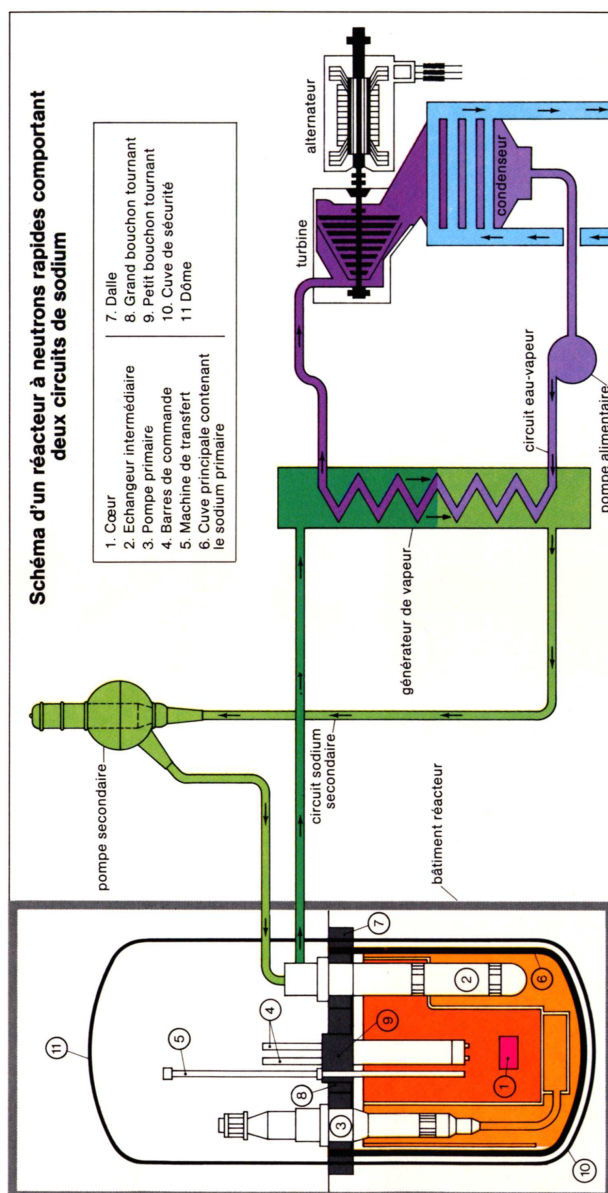 Schéma d'un réacteur à neutrons rapides comportant
deux circuits de sodium
1. Cœur
2. Echangeur intermédiaire
3. Pompe primaire
4. Barres de commande
5. Machine de transfert
6. Cuve principale contenant
le sodium primaire
7. Dalle
8. Grand bouchon tournant
9. Petit bouchon tournant
10. Cuve de sécurité
11 Dôme
pompe secondaire
alternateur
turbine
condenseur
circuit sodium
secondaire
générateur de vapeur
circuit eau-vapeur
pompe alimentaire
bâtiment réacteur
11
5
4
8
9
7
3
2
1
6
10